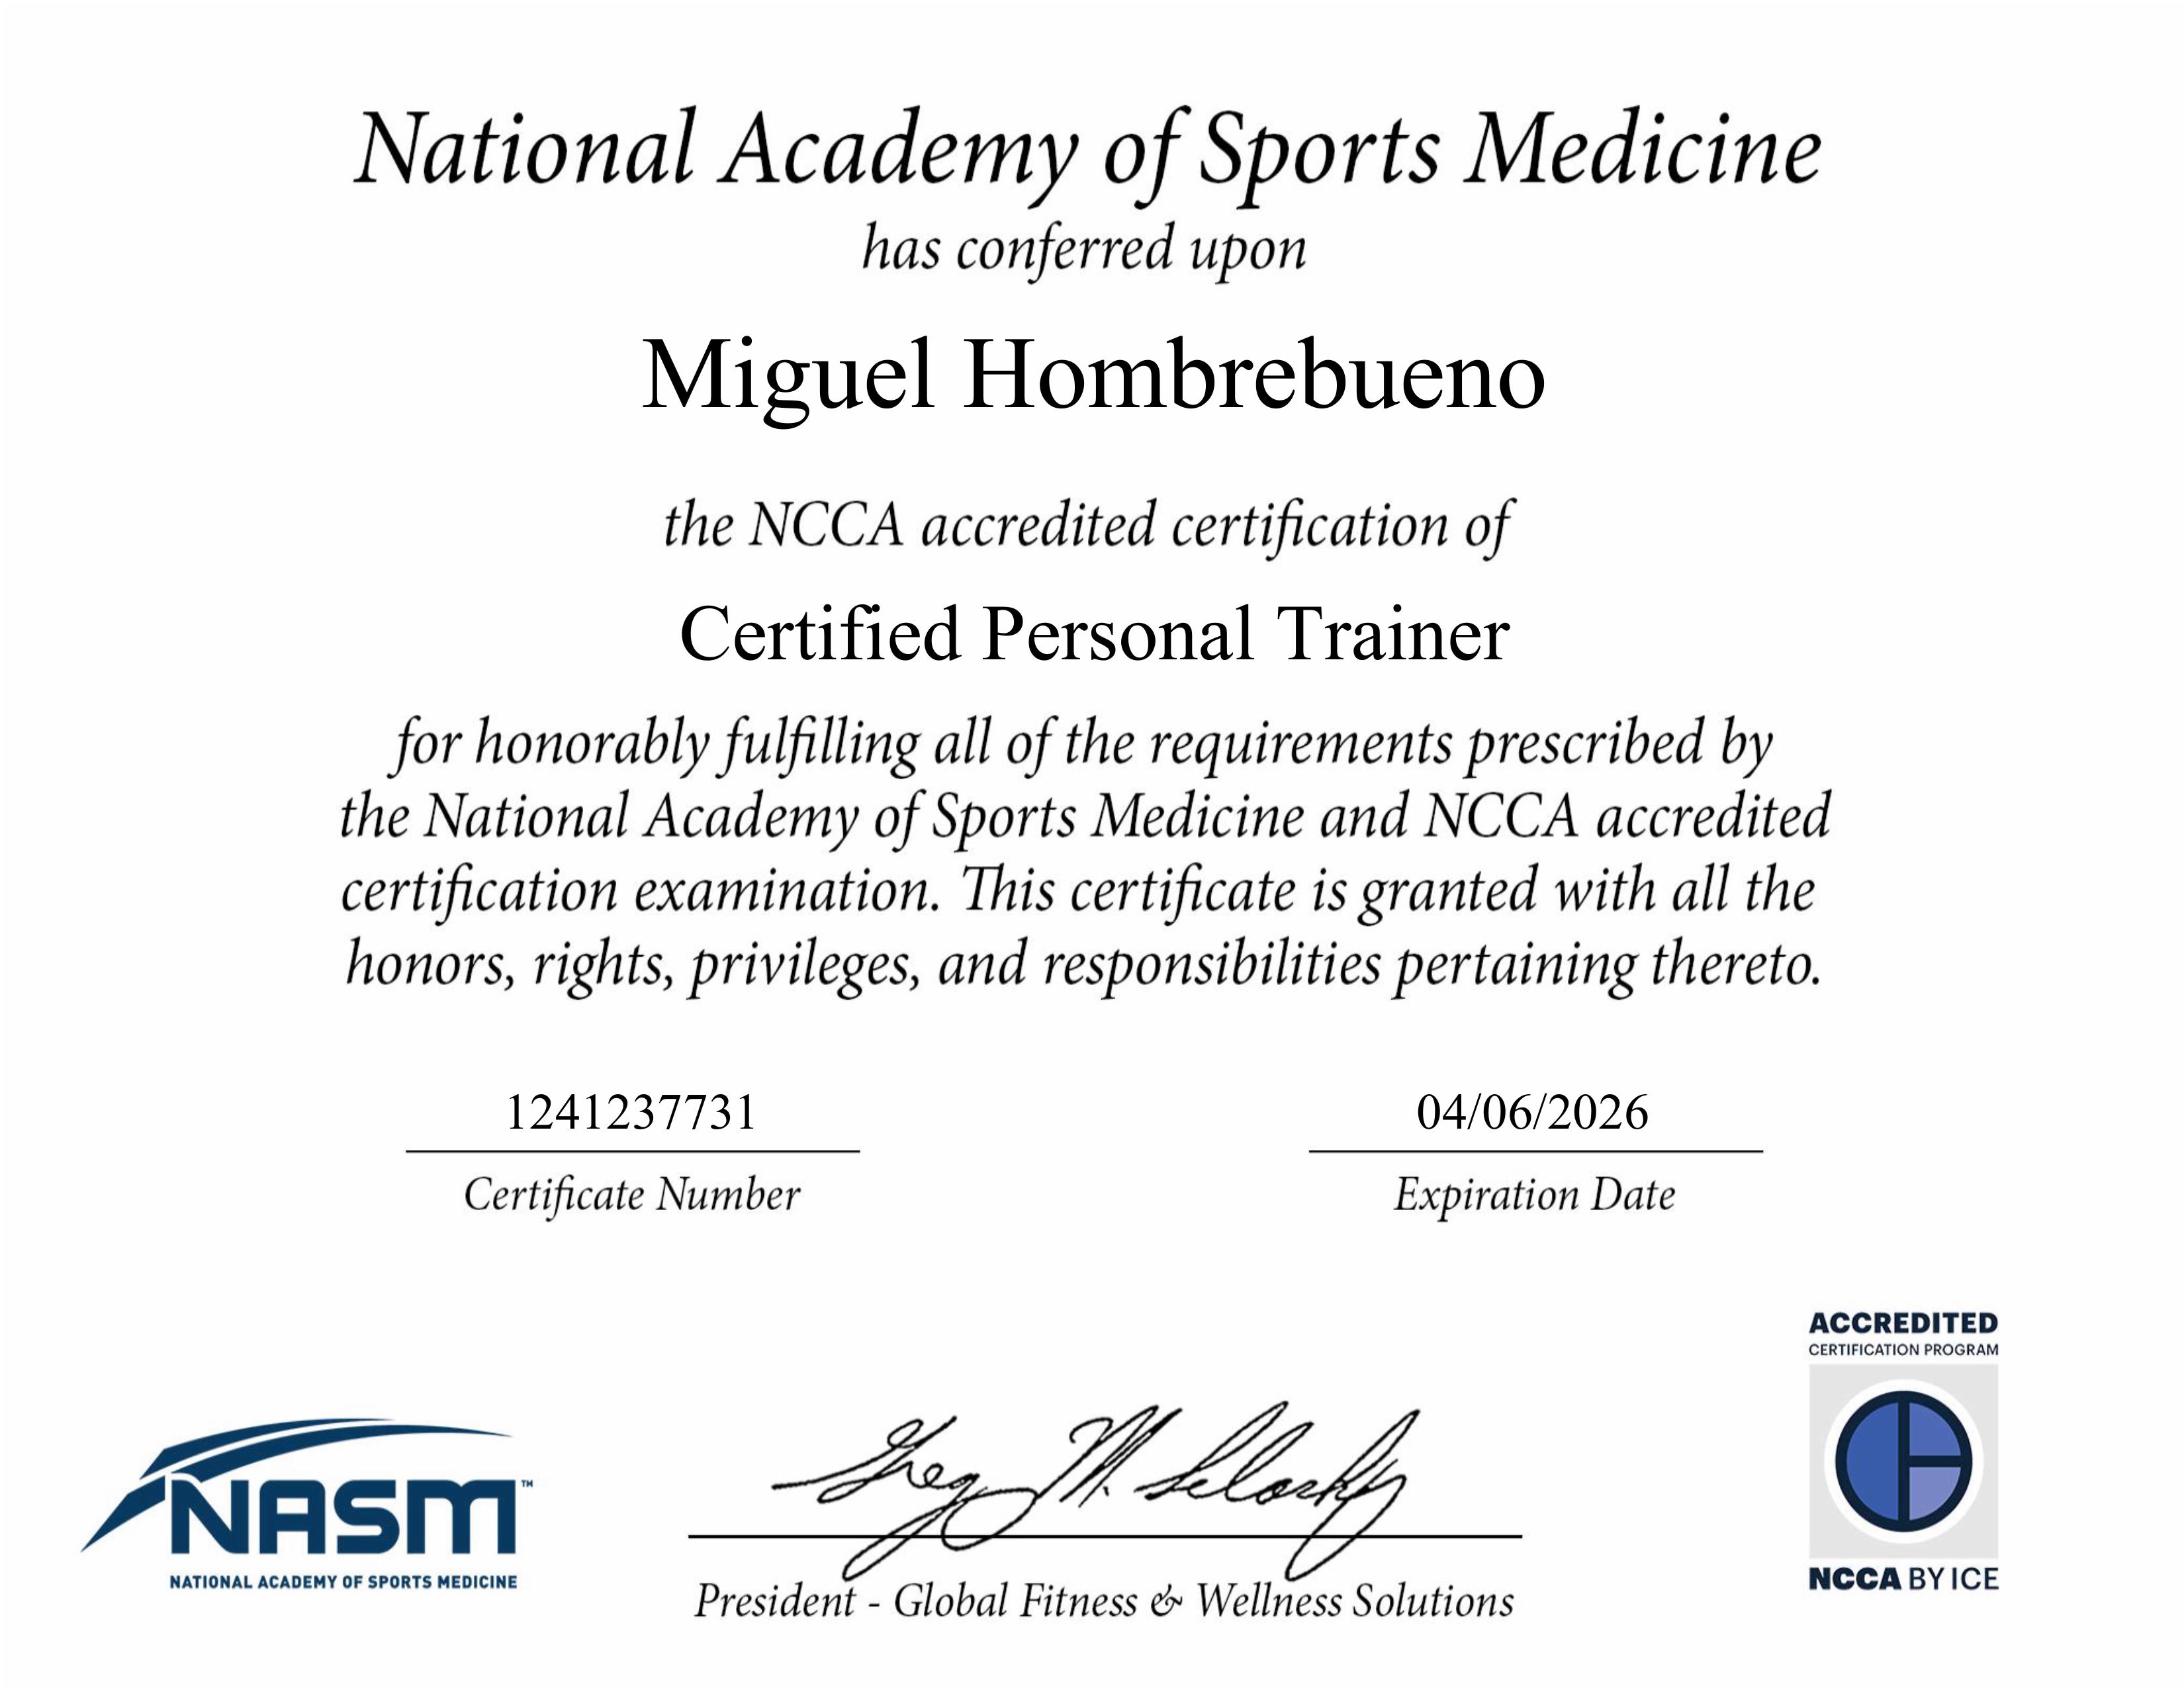 National Academy of Sports Medicine
has conferred upon
Miguel Hombrebueno
the NCCA accredited certification of
Certified Personal Trainer
for honorably fulfilling all of the requirements prescribed by
the National Academy of Sports Medicine and NCCA accredited
certification examination. This certificate is granted with all the
honors, rights, privileges, and responsibilities pertaining thereto.
1241237731
Certificate Number
04/06/2026
Expiration Date
NASM™
NATIONAL ACADEMY OF SPORTS MEDICINE
President - Global Fitness & Wellness Solutions
ACCREDITED
CERTIFICATION PROGRAM
NCCA BY ICE